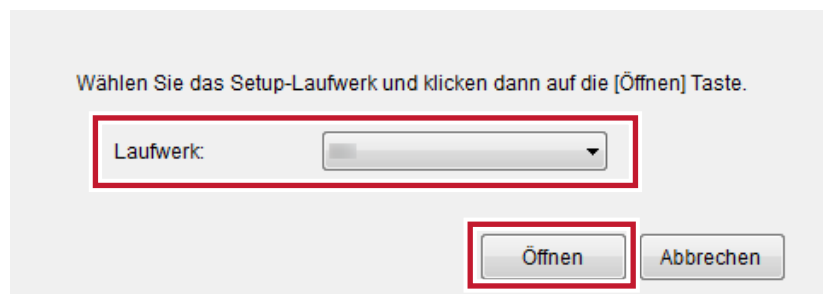 Wählen Sie das Setup-Laufwerk und klicken dann auf die [Öffnen] Taste.
Laufwerk:
Öffnen Abbrechen